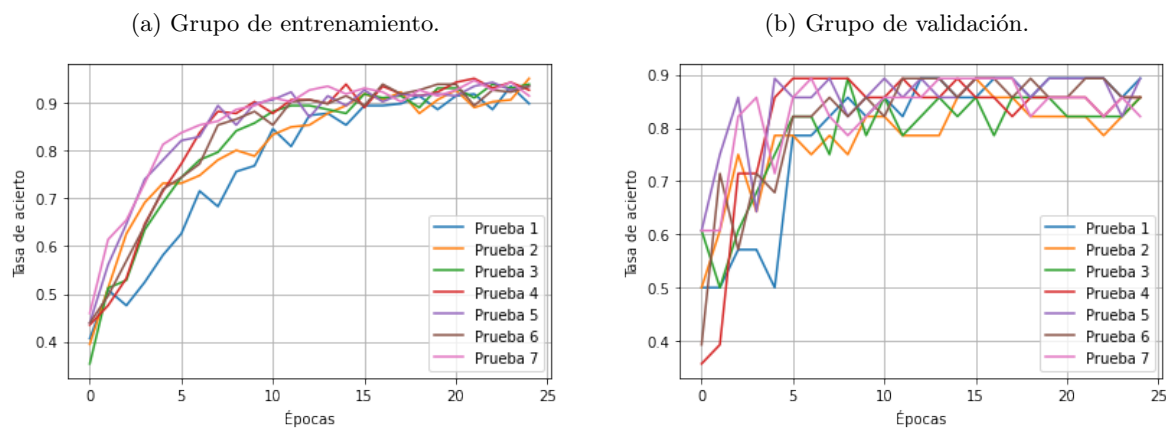 (a) Grupo de entrenamiento.
Tasa de acierto
0.9
0.8
0.7
0.6
0.5
0.4
Prueba 1
Prueba 2
Prueba 3
Prueba 4
Prueba 5
Prueba 6
Prueba 7
0 5 10 15 20 25
Épocas
(b) Grupo de validación.
Tasa de acierto
0.9
0.8
0.7
0.6
0.5
0.4
Prueba 1
Prueba 2
Prueba 3
Prueba 4
Prueba 5
Prueba 6
Prueba 7
0 5 10 15 20 25
Épocas